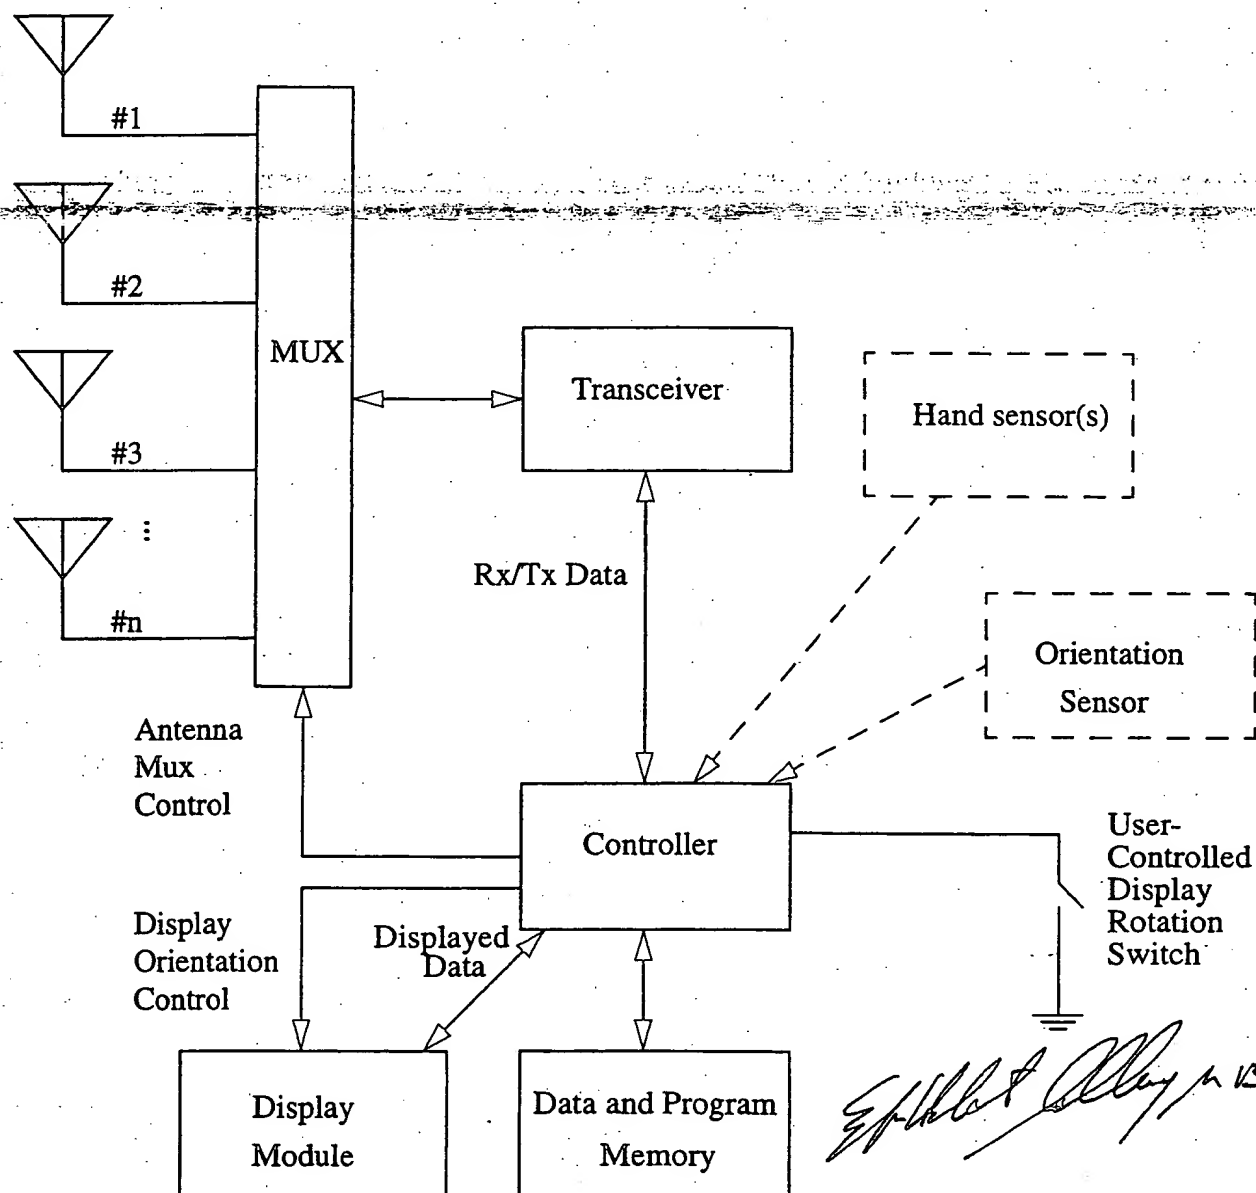 #1
#2
MUX
#3
...
#n
Transceiver
Hand sensor(s)
Rx/Tx Data
Orientation
Sensor
Antenna
Mux
Control
Controller
User-
Controlled
Display
Rotation
Switch
Display
Orientation
Control
Displayed
Data
Display
Module
Data and Program
Memory